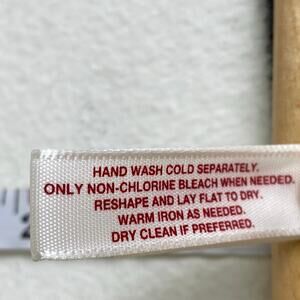 HAND WASH COLD SEPARATELY.
ONLY NON-CHLORINE BLEACH WHEN NEEDED.
RESHAPE AND LAY FLAT TO DRY.
WARM IRON AS NEEDED.
DRY CLEAN IF PREFERRED.